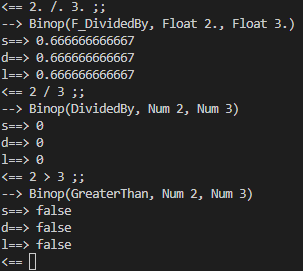 <== 2. /. 3. ;;
--> Binop(F_DividedBy, Float 2., Float 3.)
s==> 0.666666666667
d==> 0.666666666667
l==> 0.666666666667
<== 2 / 3 ;;
--> Binop(DividedBy, Num 2, Num 3)
s==> 0
d==> 0
l==> 0
<== 2 > 3 ;;
--> Binop(GreaterThan, Num 2, Num 3)
s==> false
d==> false
l==> false
<==